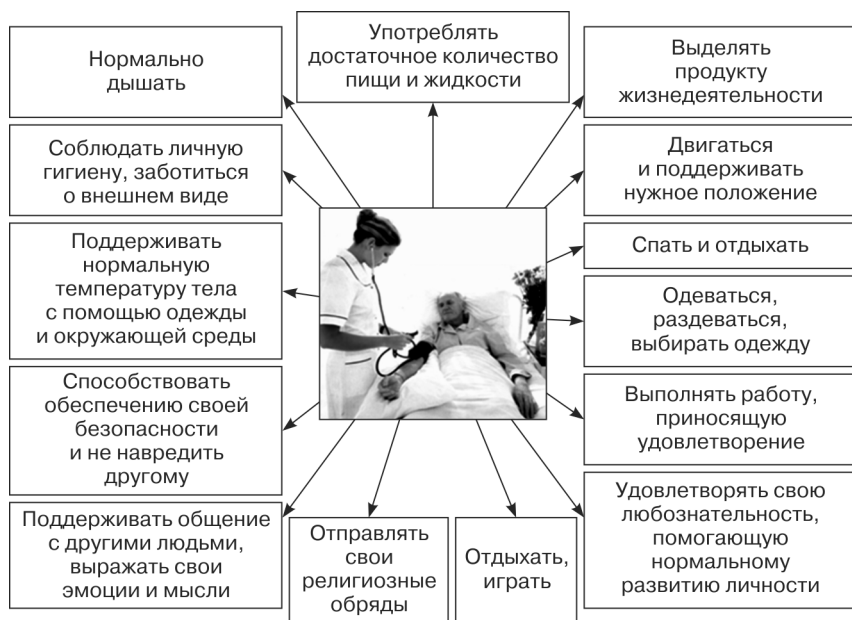 Нормально
дышать
Употреблять
достаточное количество
пищи и жидкости
Выделять
продукту
жизнедеятельности
Соблюдать личную
гигиену, заботиться
о внешнем виде
Двигаться
и поддерживать
нужное положение
Поддерживать
нормальную
температуру тела
с помощью одежды
и окружающей среды
Спать и отдыхать
Одеваться,
раздеваться,
выбирать одежду
Способствовать
обеспечению своей
безопасности
и не навредить
другому
Выполнять работу,
приносящую
удовлетворение
Поддерживать общение
с другими людьми,
выражать свои
эмоции и мысли
Отправлять
свои
религиозные
обряды
Отдыхать,
играть
Удовлетворять свою
любознательность,
помогающую
нормальному
развитию личности